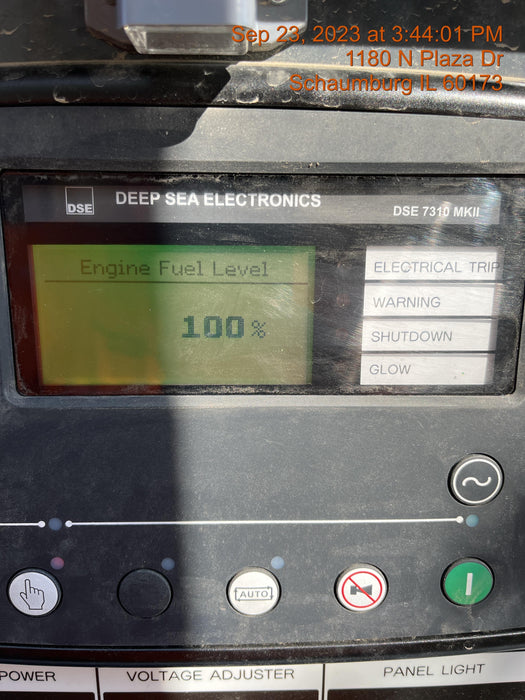 Sep 23, 2023 at 3:44:01 PM
1180 N Plaza Dr
Schaumburg IL 60173
DSE
DEEP SEA ELECTRONICS
DSE 7310 MKII
Engine Fuel Level
100%
ELECTRICAL TRIP
WARNING
SHUTDOWN
GLOW
AUTO
I
POWER
VOLTAGE ADJUSTER
PANEL LIGHT